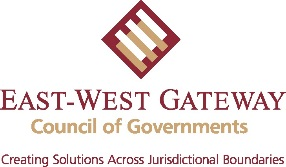 EAST-WEST GATEWAY
Council of Governments
Creating Solutions Across Jurisdictional Boundaries